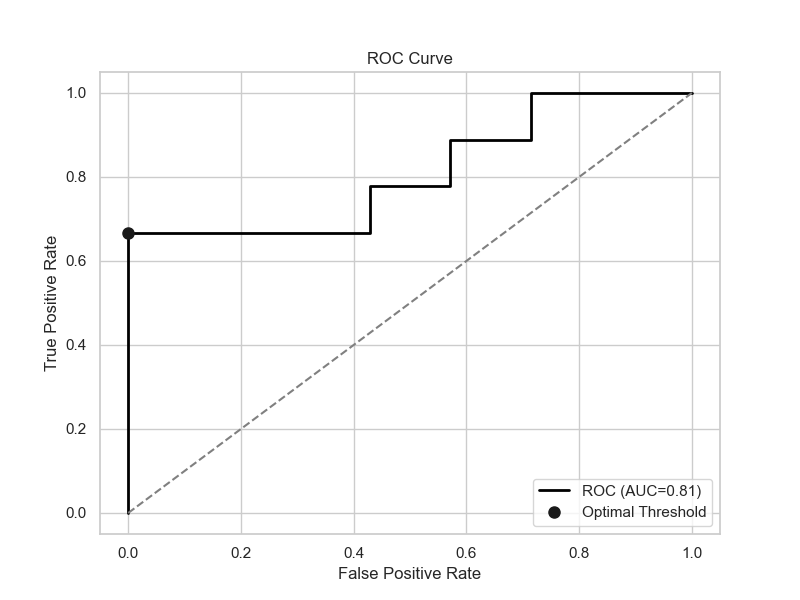 ROC Curve
True Positive Rate
1.0
0.8
0.6
0.4
0.2
0.0
0.0 0.2 0.4 0.6 0.8 1.0
False Positive Rate
ROC (AUC=0.81)
Optimal Threshold